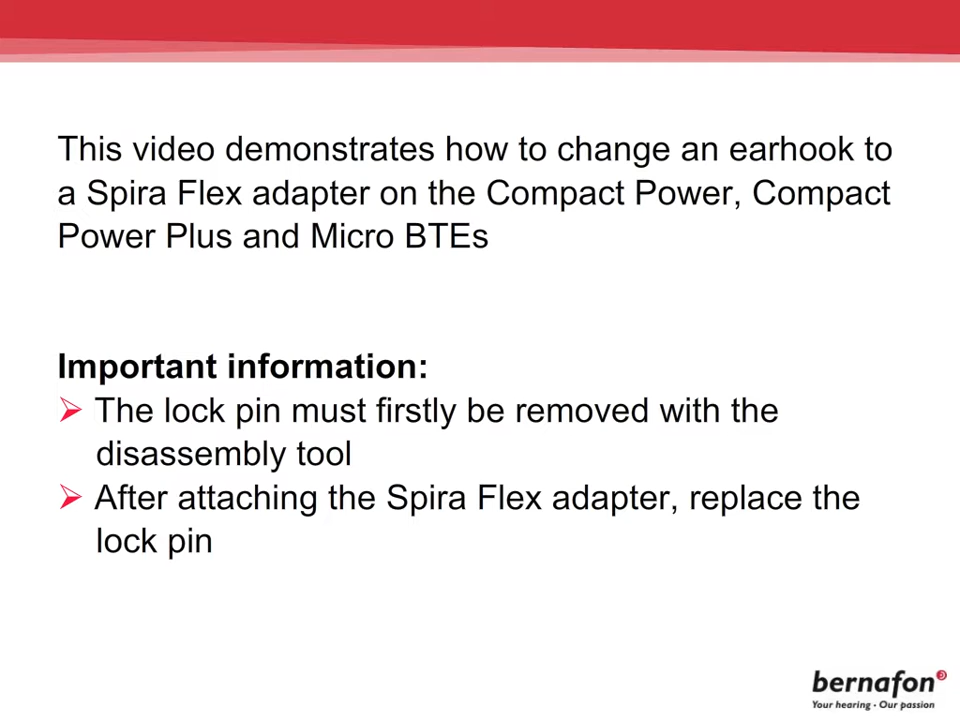 This video demonstrates how to change an earhook to
a Spira Flex adapter on the Compact Power, Compact
Power Plus and Micro BTEs
Important information:
➢ The lock pin must firstly be removed with the
disassembly tool
➢ After attaching the Spira Flex adapter, replace the
lock pin
bernafon
Your hearing • Our passion